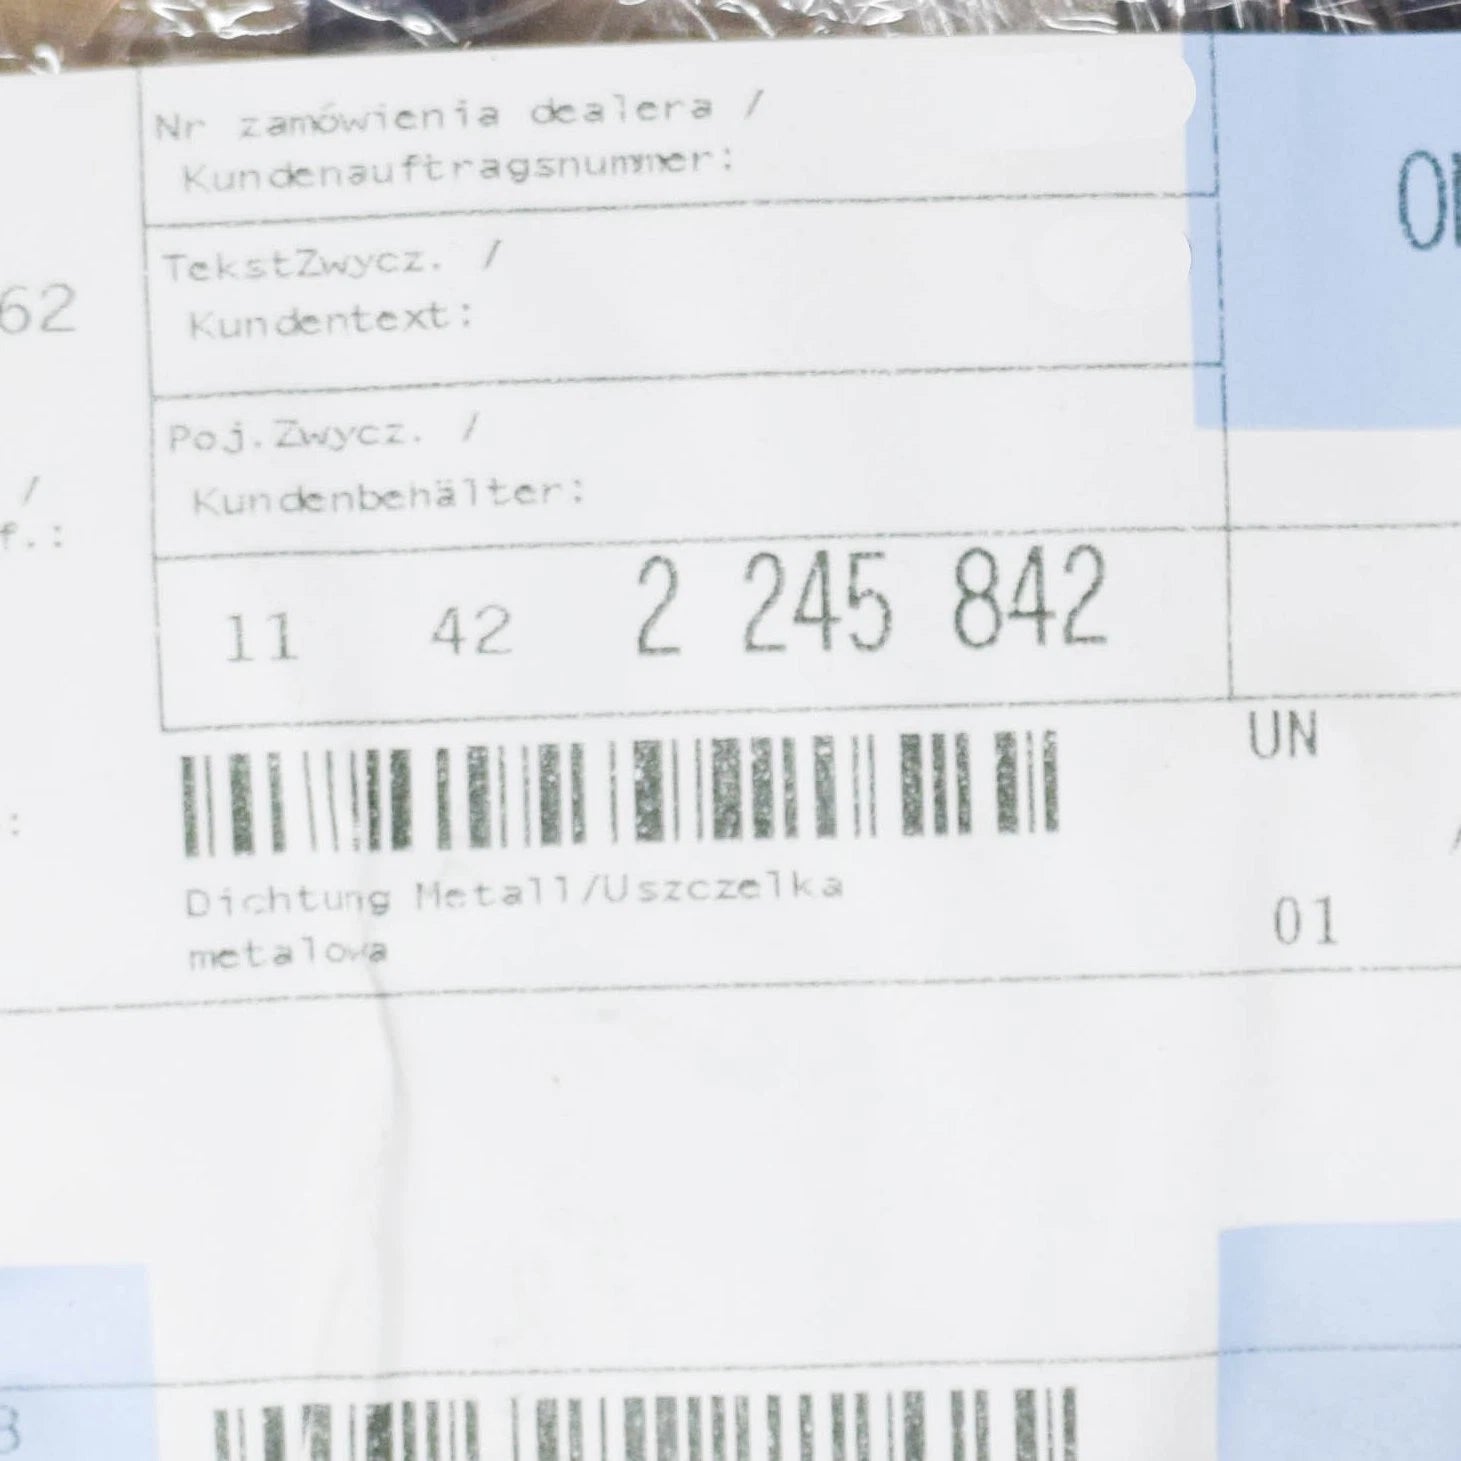 Nr zamówienia dealera /
Kundenauftragsnummer:
TekstZwycz. /
Kundentext:
62
Poj.Zwycz. /
Kundenbehälter:
/
f.:
11 42 2 245 842
UN
:
Dichtung Metall/Uszczelka
metalowa
01
8